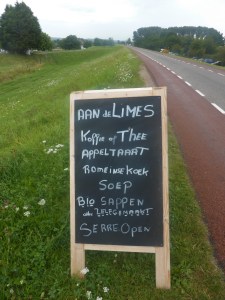 AAN de LIMES
Koffie of THEE
APPELTAART
ROMEINSE KOEK
SOEP
BIO SAPPEN
SERRE OPEN